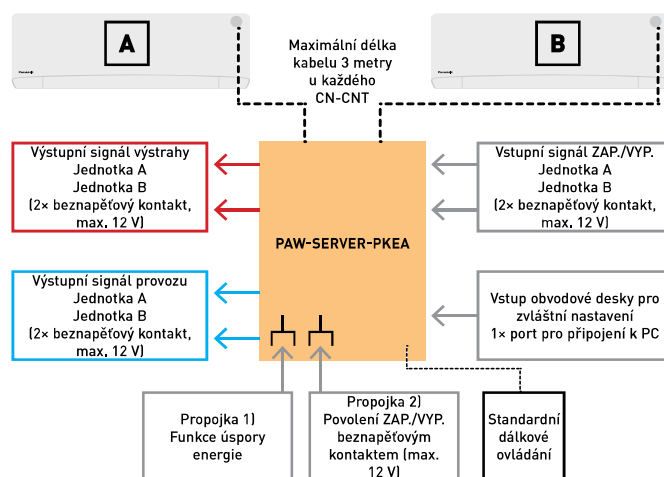 A
B
Maximální délka
kabelu 3 metry
u každého
CN-CNT
Panasonic
Výstupní signál výstrahy
Jednotka A
Jednotka B
(2× beznapěťový kontakt,
max. 12 V)
Vstupní signál ZAP./VYP.
Jednotka A
Jednotka B
(2× beznapěťový kontakt,
max. 12 V)
PAW-SERVER-PKEA
Výstupní signál provozu
Jednotka A
Jednotka B
(2× beznapěťový kontakt,
max, 12 V)
Vstup obvodové desky pro
zvláštní nastavení
1× port pro připojení k PC
Propojka 1)
Funkce úspory
energie
Propojka 2)
Povolení ZAP./VYP.
beznapěťovým
kontaktem (max.
12 V)
Standardní
dálkové
ovládání